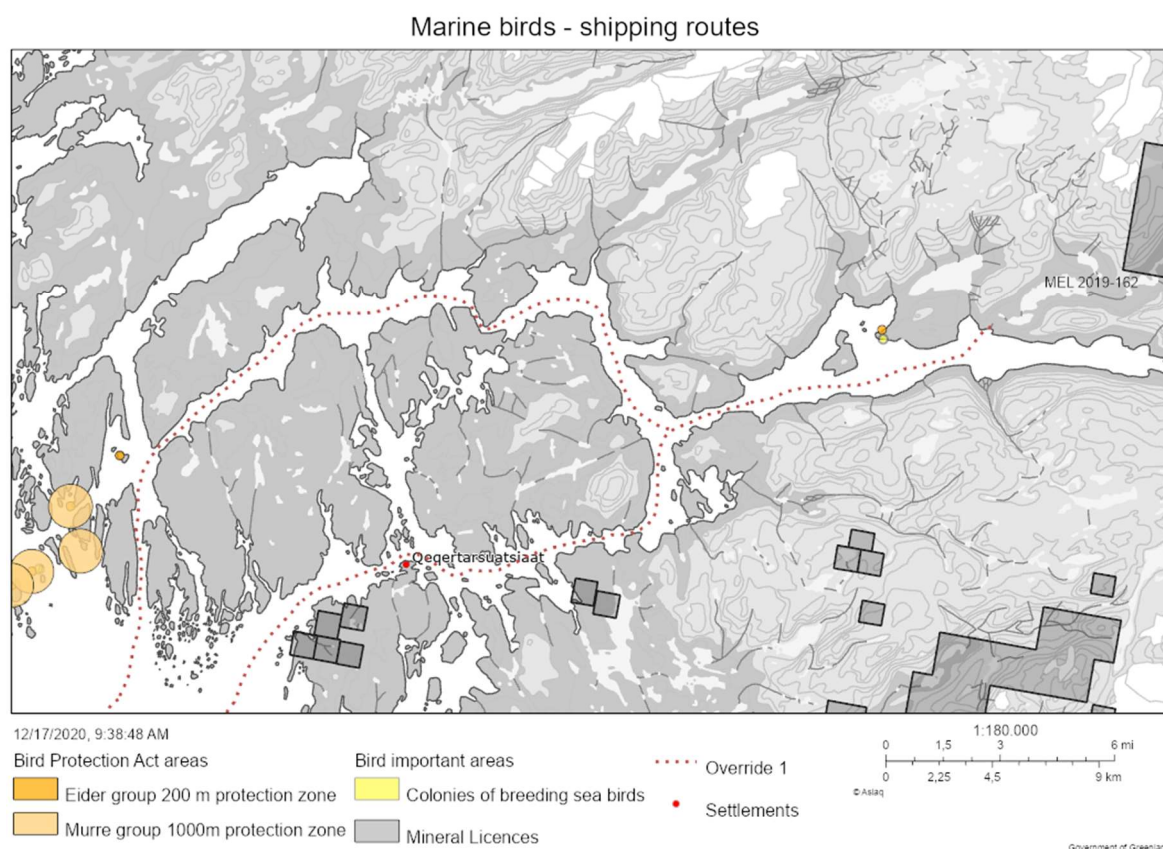 Marine birds - shipping routes
MEL 2019-162
Qeqertarsuatsiaat
12/17/2020, 9:38:48 AM
1:180.000
0 1,5 3 6 mi
0 2,25 4,5 9 km
© Asiaq
Bird Protection Act areas
Eider group 200 m protection zone
Murre group 1000m protection zone
Bird important areas
Colonies of breeding sea birds
Mineral Licences
Override 1
Settlements
Government of